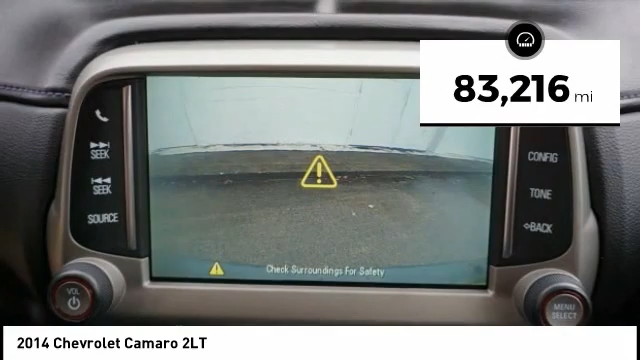 83,216 mi
SEEK
SEEK
SOURCE
VOL
CONFIG
TONE
BACK
MENU
SELECT
Check Surroundings For Safety
2014 Chevrolet Camaro 2LT